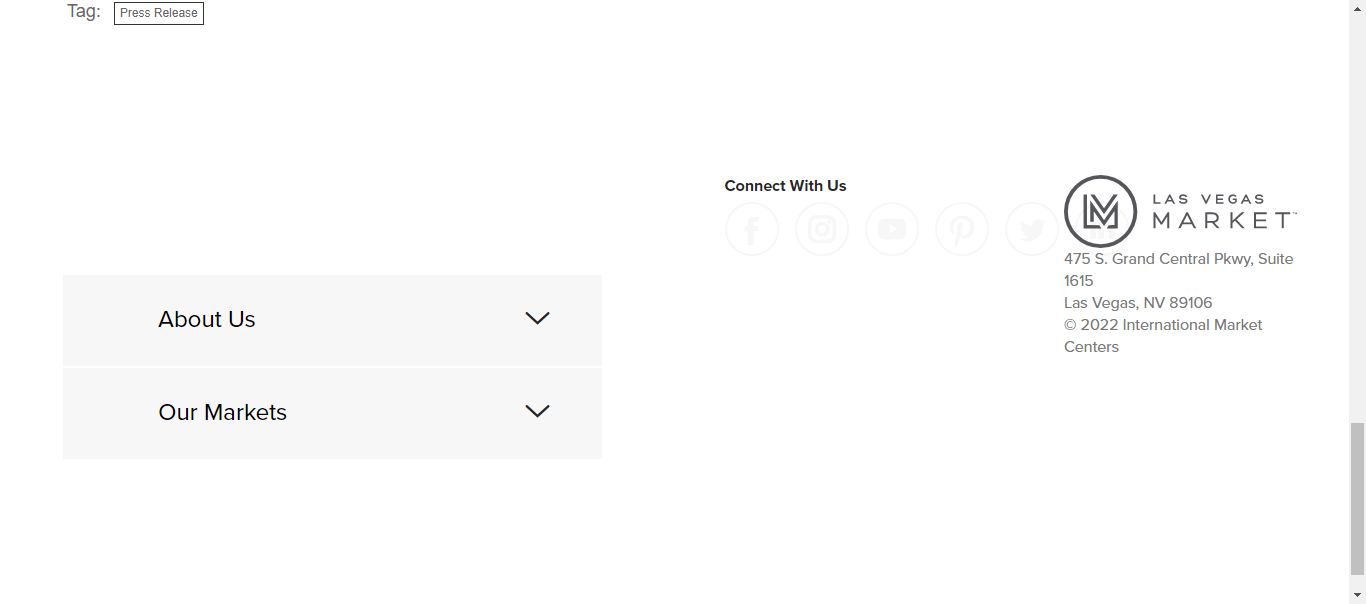 Tag: Press Release
Connect With Us
LAS VEGAS
MARKET™
475 S. Grand Central Pkwy, Suite
1615
Las Vegas, NV 89106
© 2022 International Market
Centers
About Us
Our Markets